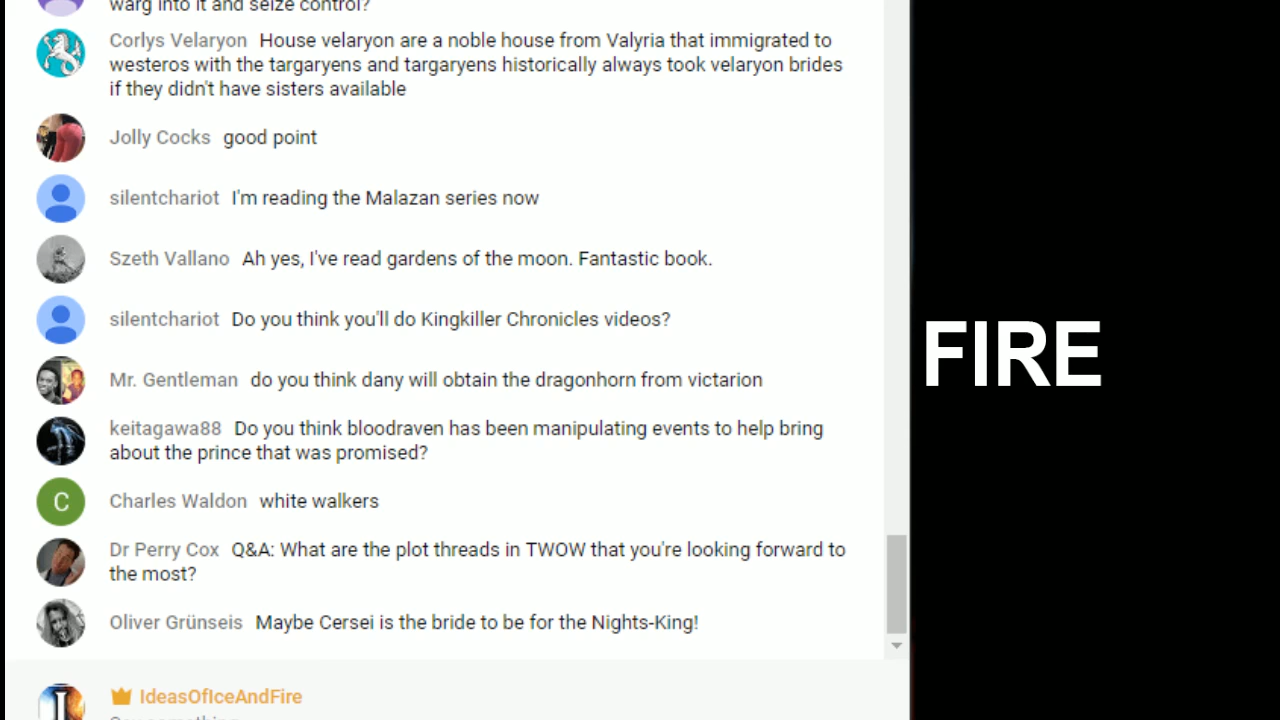 warg into it and seize control?
Corlys Velaryon House velaryon are a noble house from Valyria that immigrated to
westeros with the targaryens and targaryens historically always took velaryon brides
if they didn't have sisters available
Jolly Cocks good point
silentchariot I'm reading the Malazan series now
Szeth Vallano Ah yes, I've read gardens of the moon. Fantastic book.
silentchariot Do you think you'll do Kingkiller Chronicles videos?
FIRE
Mr. Gentleman do you think dany will obtain the dragonhorn from victarion
keitagawa88 Do you think bloodraven has been manipulating events to help bring
about the prince that was promised?
C
Charles Waldon white walkers
Dr Perry Cox Q&A: What are the plot threads in TWOW that you're looking forward to
the most?
Oliver Grünseis Maybe Cersei is the bride to be for the Nights-King!
I
IdeasOfIceAndFire
Say something